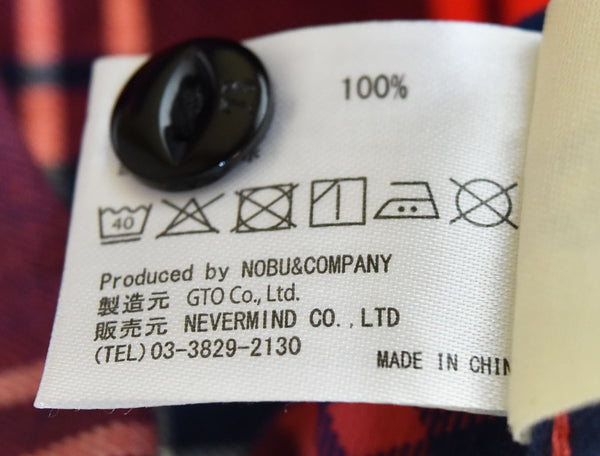 100%
40
Produced by NOBU&COMPANY
製造元 GTO Co., Ltd.
販売元 NEVERMIND CO.,LTD
(TEL) 03-3829-2130
MADE IN